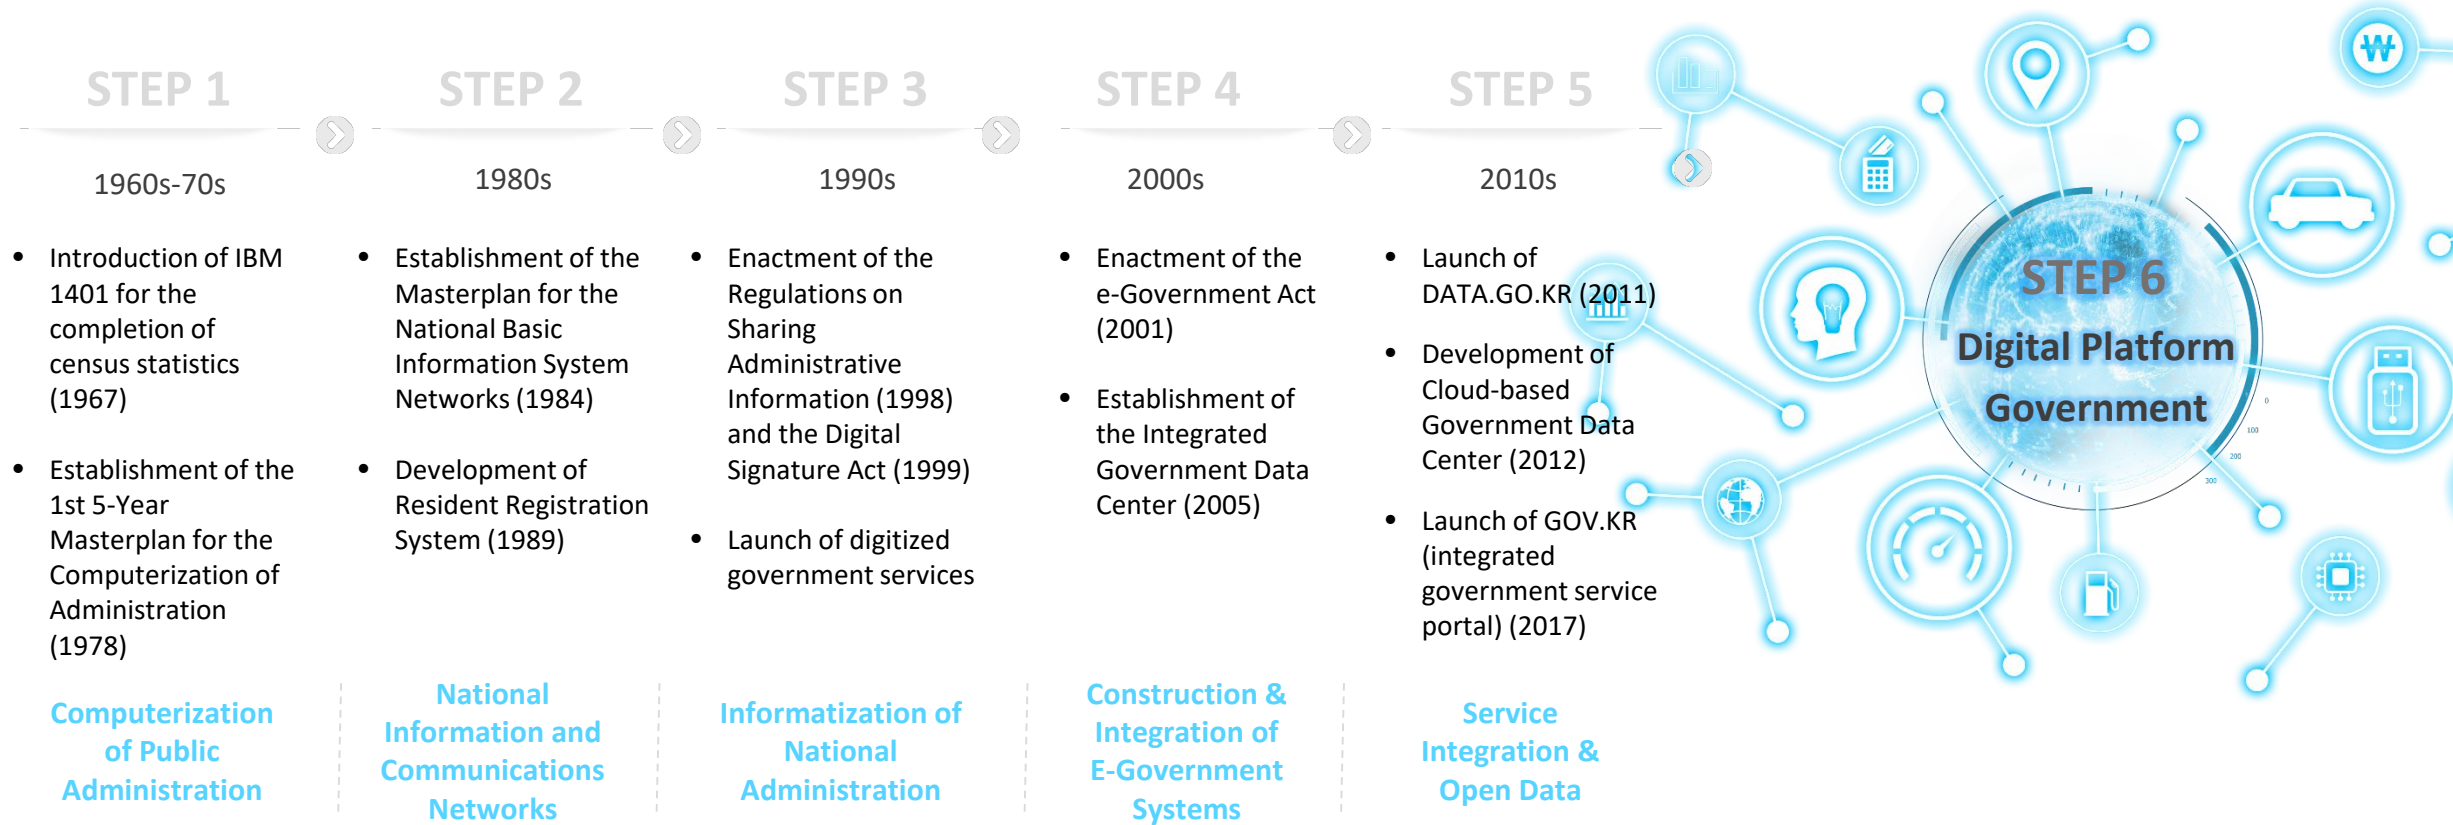 STEP 1
1960s-70s
• Introduction of IBM
1401 for the
completion of
census statistics
(1967)
• Establishment of the
1st 5-Year
Masterplan for the
Computerization of
Administration
(1978)
Computerization
of Public
Administration
STEP 2
1980s
• Establishment of the
Masterplan for the
National Basic
Information System
Networks (1984)
• Development of
Resident Registration
System (1989)
National
Information and
Communications
Networks
STEP 3
1990s
• Enactment of the
Regulations on
Sharing
Administrative
Information (1998)
and the Digital
Signature Act (1999)
• Launch of digitized
government services
Informatization of
National
Administration
STEP 4
2000s
• Enactment of the
e-Government Act
(2001)
• Establishment of
the Integrated
Government Data
Center (2005)
Construction &
Integration of
E-Government
Systems
STEP 5
2010s
• Launch of
DATA.GO.KR (2011)
• Development of
Cloud-based
Government Data
Center (2012)
• Launch of GOV.KR
(integrated
government service
portal) (2017)
Service
Integration &
Open Data
STEP 6
Digital Platform
Government
₩
0
100
200
300